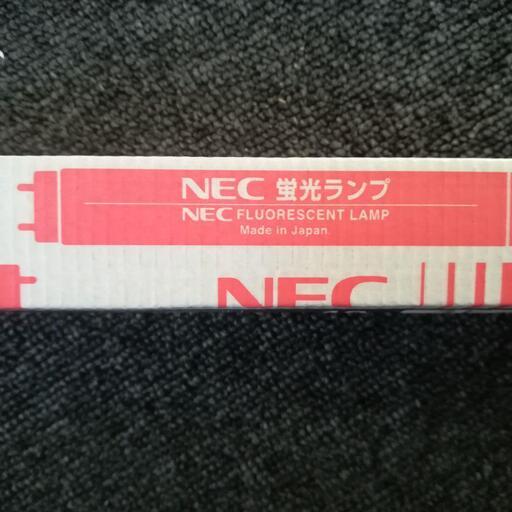 NEC 蛍光ランプ
NEC FLUORESCENT LAMP
Made in Japan.
NEC